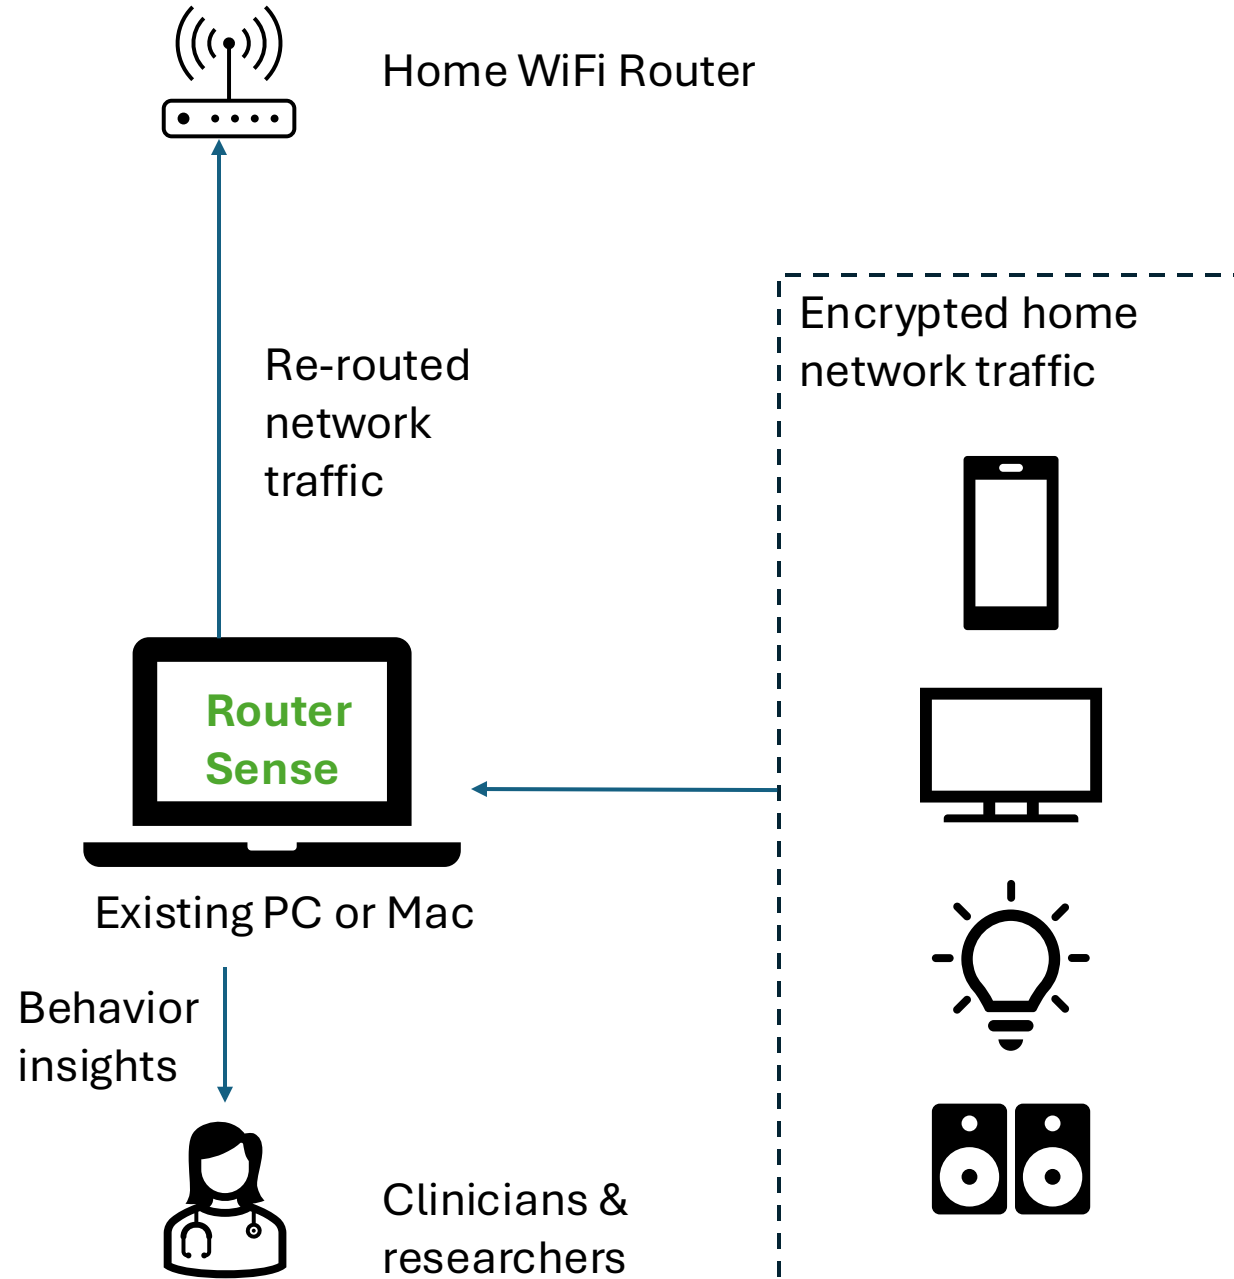 Home WiFi Router
Encrypted home
network traffic
Re-routed
network
traffic
Router
Sense
Existing PC or Mac
Behavior
insights
Clinicians &
researchers